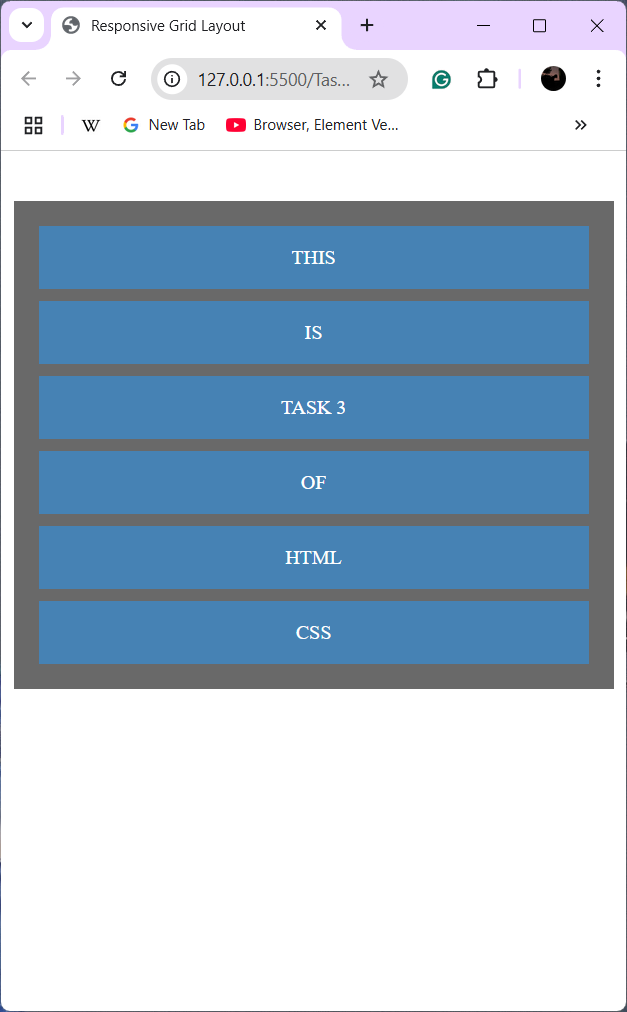 Responsive Grid Layout
127.0.0.1:5500/Tas...
W New Tab Browser, Element Ve...
THIS
IS
TASK 3
OF
HTML
CSS